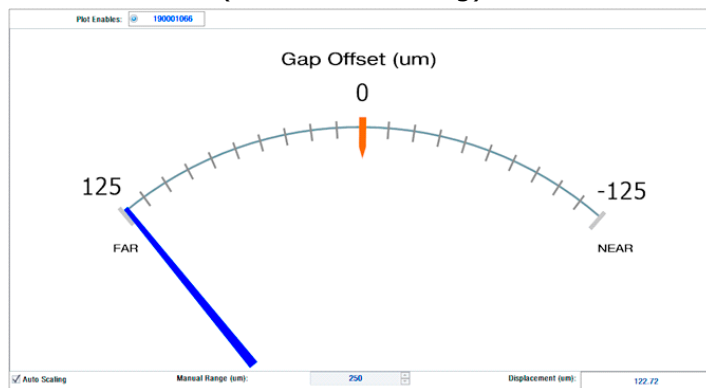 Plot Enables: 190001066
Gap Offset (um)
0
125 -125
FAR NEAR
Auto Scaling Manual Range (um): 250 Displacement (um): 122.72